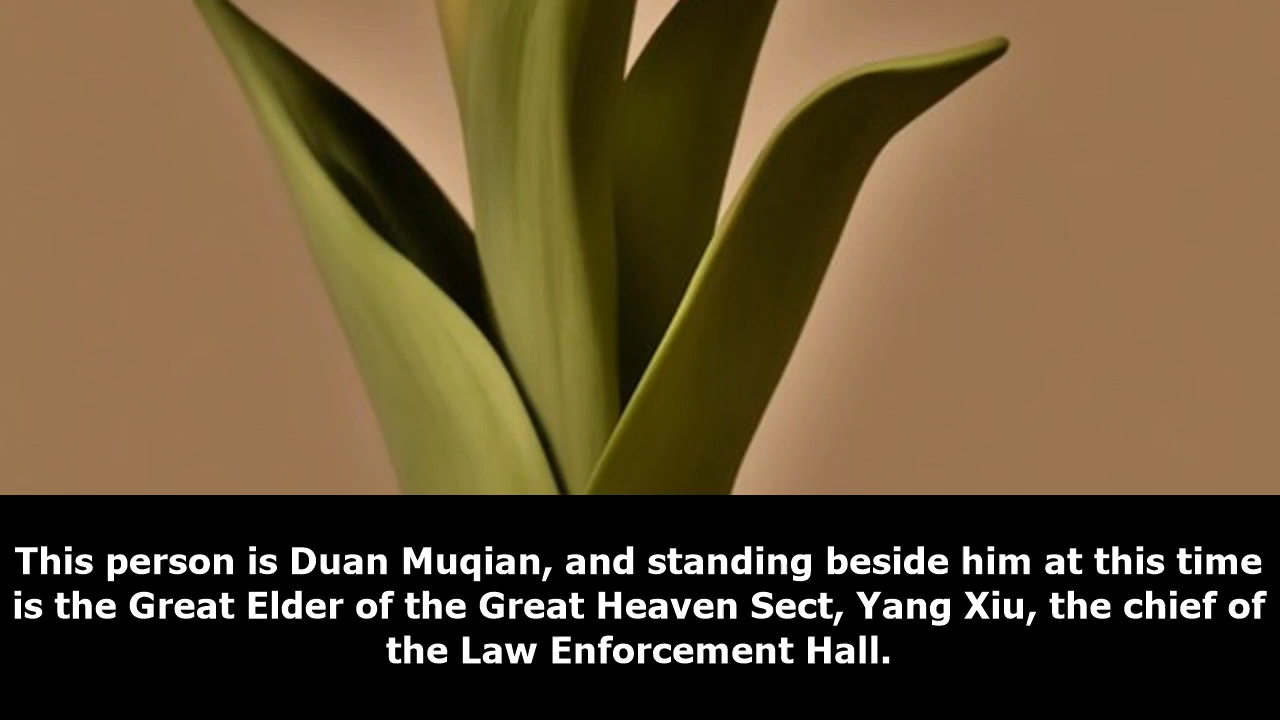 This person is Duan Muqian, and standing beside him at this time
is the Great Elder of the Great Heaven Sect, Yang Xiu, the chief of
the Law Enforcement Hall.